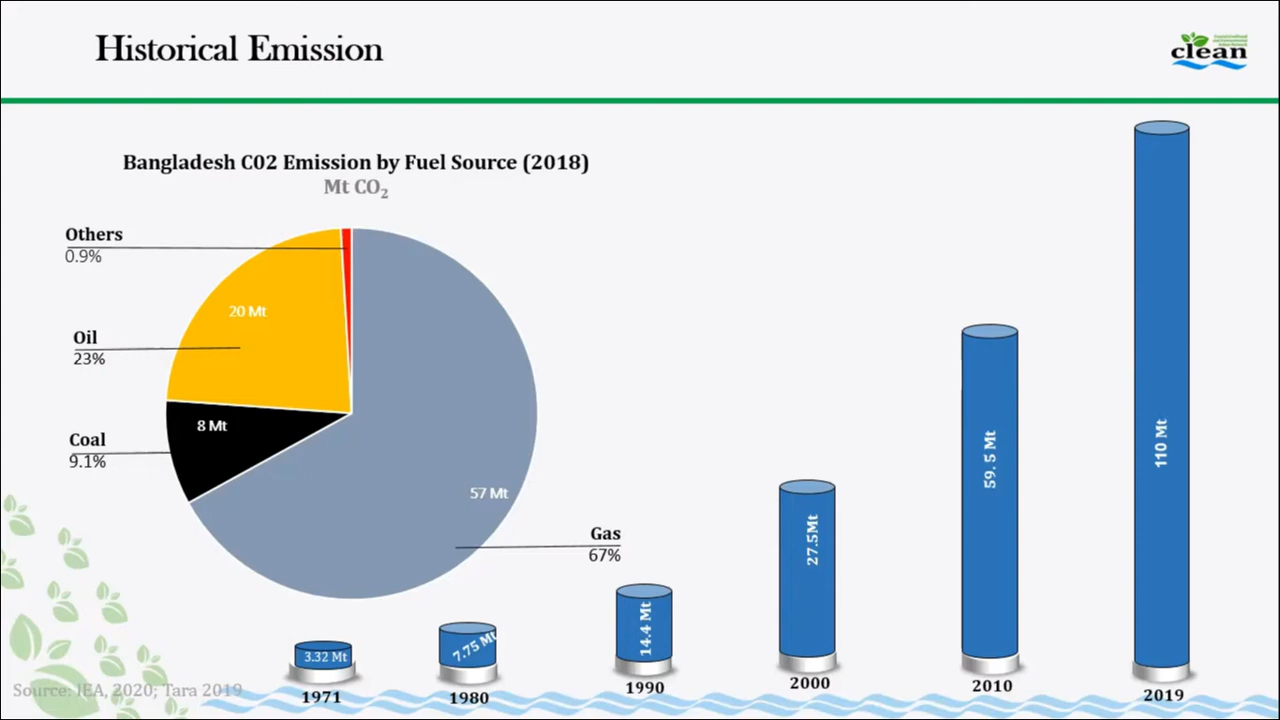 Historical Emission
clean
Bangladesh C02 Emission by Fuel Source (2018)
Mt CO₂
Others
0.9%
20 Mt
Oil
23%
8 Mt
Coal
9.1%
57 Mt
Gas
67%
3.32 Mt
7.75 Mt
14.4 Mt
27.5Mt
59.5 Mt
110 Mt
1971
1980
1990
2000
2010
2019
Source: IEA, 2020; Tara 2019